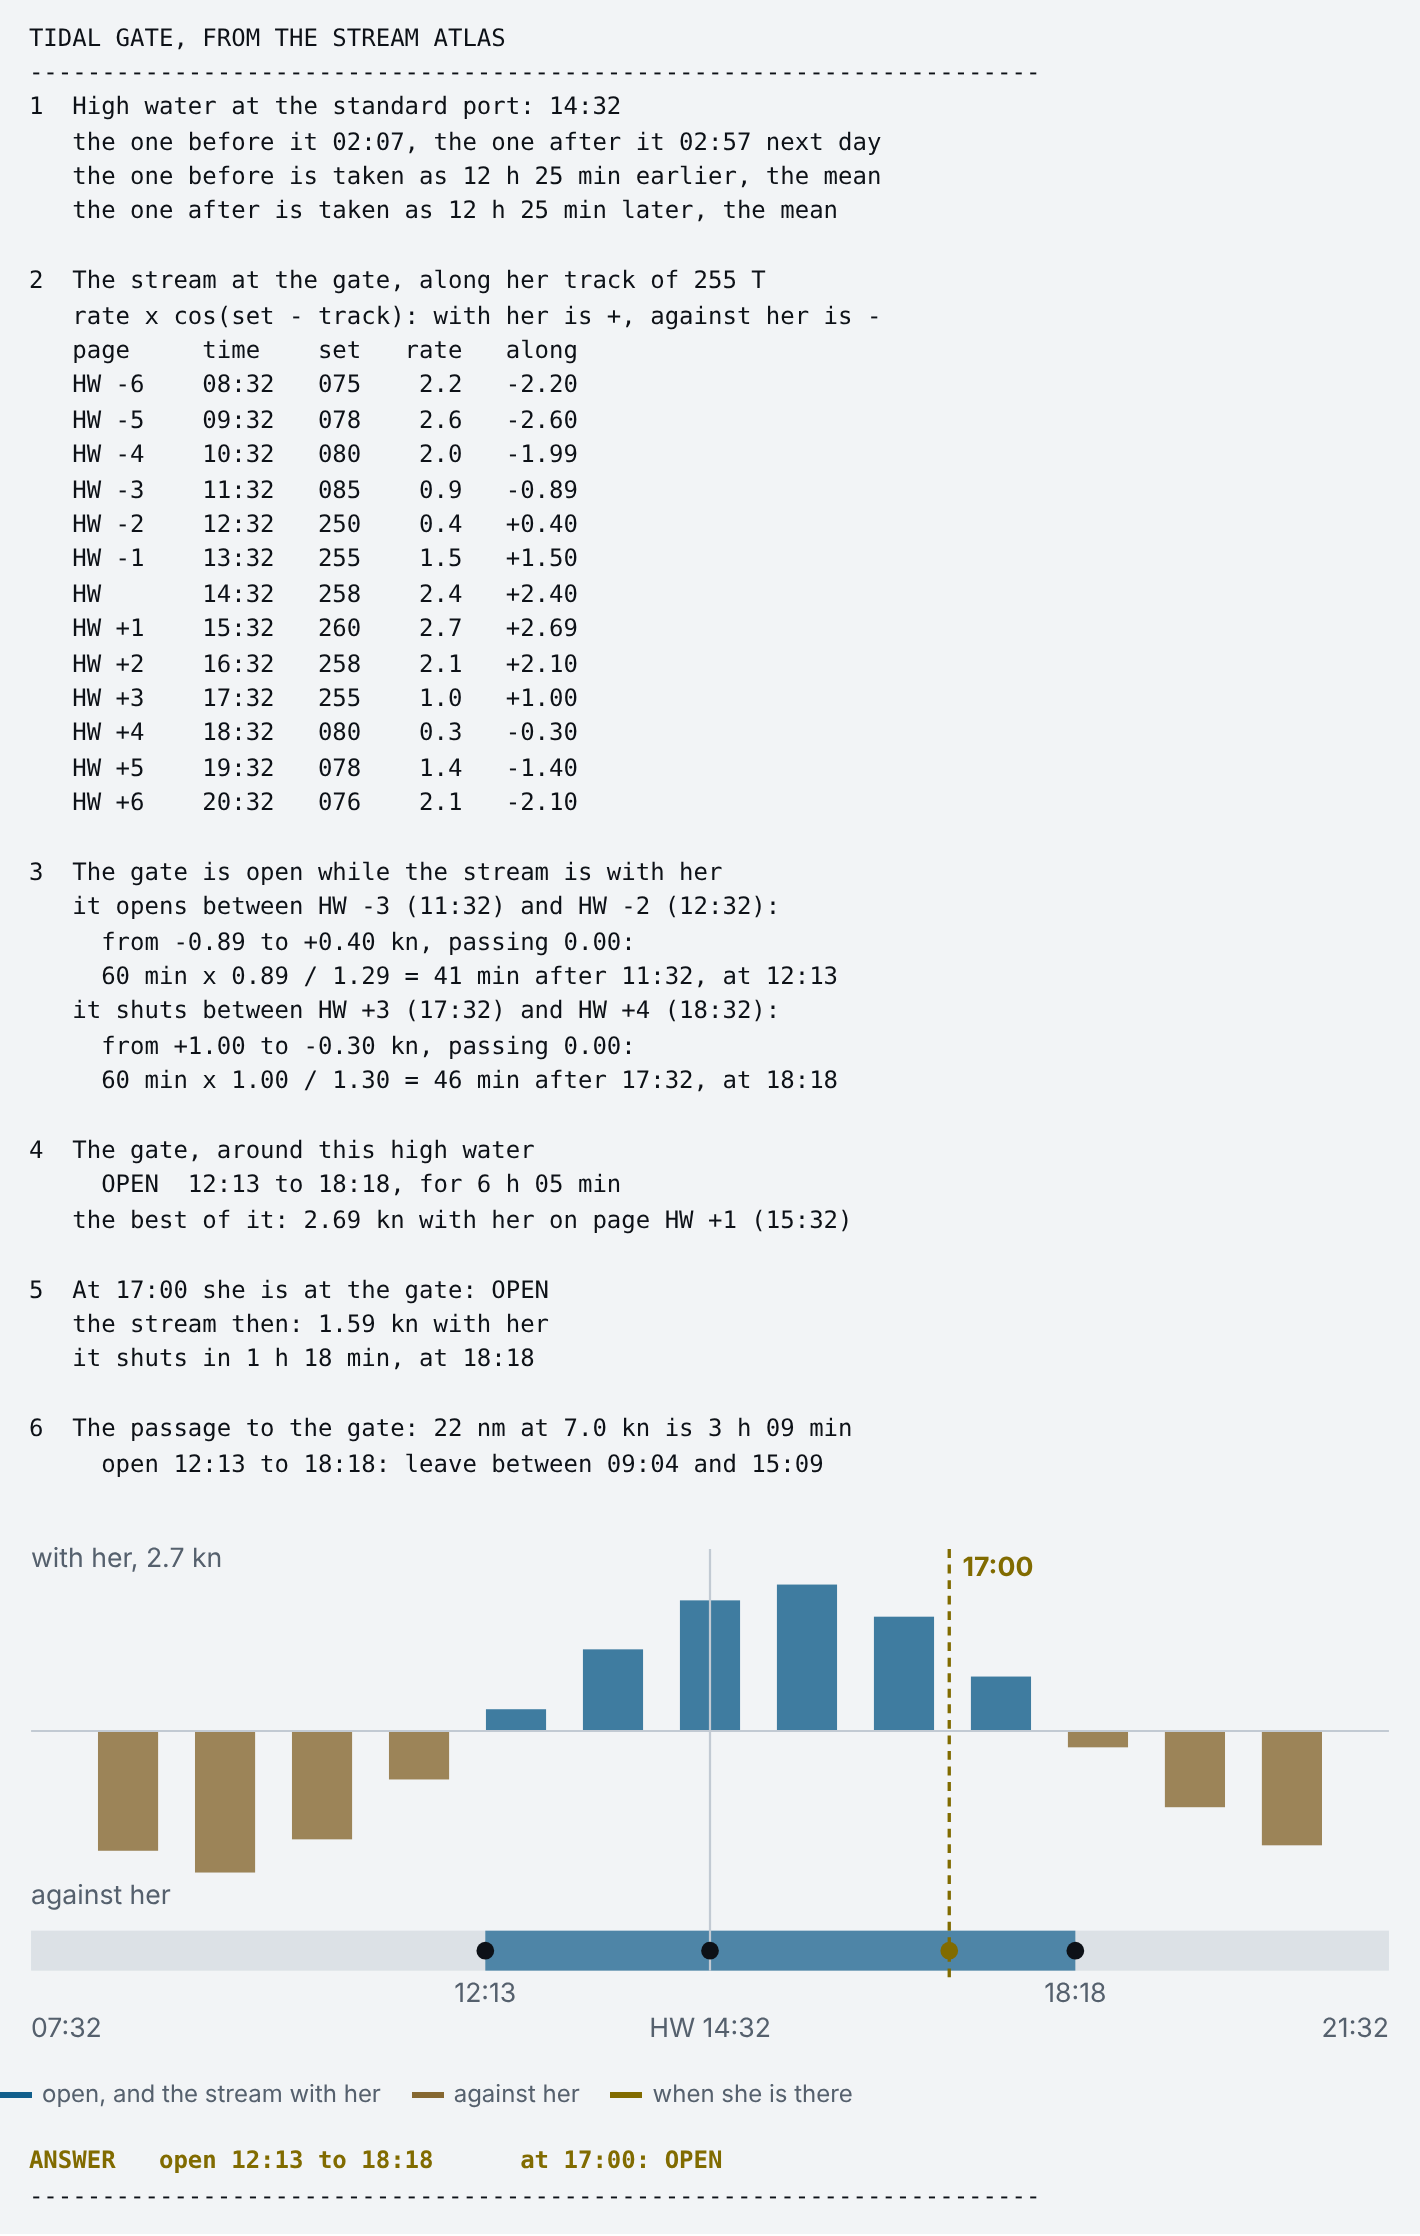 TIDAL GATE, FROM THE STREAM ATLAS
----------------------------------------------------------------------
1  High water at the standard port: 14:32
   the one before it 02:07, the one after it 02:57 next day
   the one before is taken as 12 h 25 min earlier, the mean
   the one after is taken as 12 h 25 min later, the mean

2  The stream at the gate, along her track of 255 T
   rate x cos(set - track): with her is +, against her is -
   page     time    set   rate   along
   HW -6    08:32   075    2.2   -2.20
   HW -5    09:32   078    2.6   -2.60
   HW -4    10:32   080    2.0   -1.99
   HW -3    11:32   085    0.9   -0.89
   HW -2    12:32   250    0.4   +0.40
   HW -1    13:32   255    1.5   +1.50
   HW       14:32   258    2.4   +2.40
   HW +1    15:32   260    2.7   +2.69
   HW +2    16:32   258    2.1   +2.10
   HW +3    17:32   255    1.0   +1.00
   HW +4    18:32   080    0.3   -0.30
   HW +5    19:32   078    1.4   -1.40
   HW +6    20:32   076    2.1   -2.10

3  The gate is open while the stream is with her
   it opens between HW -3 (11:32) and HW -2 (12:32):
     from -0.89 to +0.40 kn, passing 0.00:
     60 min x 0.89 / 1.29 = 41 min after 11:32, at 12:13
   it shuts between HW +3 (17:32) and HW +4 (18:32):
     from +1.00 to -0.30 kn, passing 0.00:
     60 min x 1.00 / 1.30 = 46 min after 17:32, at 18:18

4  The gate, around this high water
     OPEN  12:13 to 18:18, for 6 h 05 min
   the best of it: 2.69 kn with her on page HW +1 (15:32)

5  At 17:00 she is at the gate: OPEN
   the stream then: 1.59 kn with her
   it shuts in 1 h 18 min, at 18:18

6  The passage to the gate: 22 nm at 7.0 kn is 3 h 09 min
     open 12:13 to 18:18: leave between 09:04 and 15:09

with her, 2.7 kn
17:00
against her
12:13 18:18
07:32 HW 14:32 21:32
open, and the stream with her against her when she is there
ANSWER   open 12:13 to 18:18      at 17:00: OPEN
----------------------------------------------------------------------